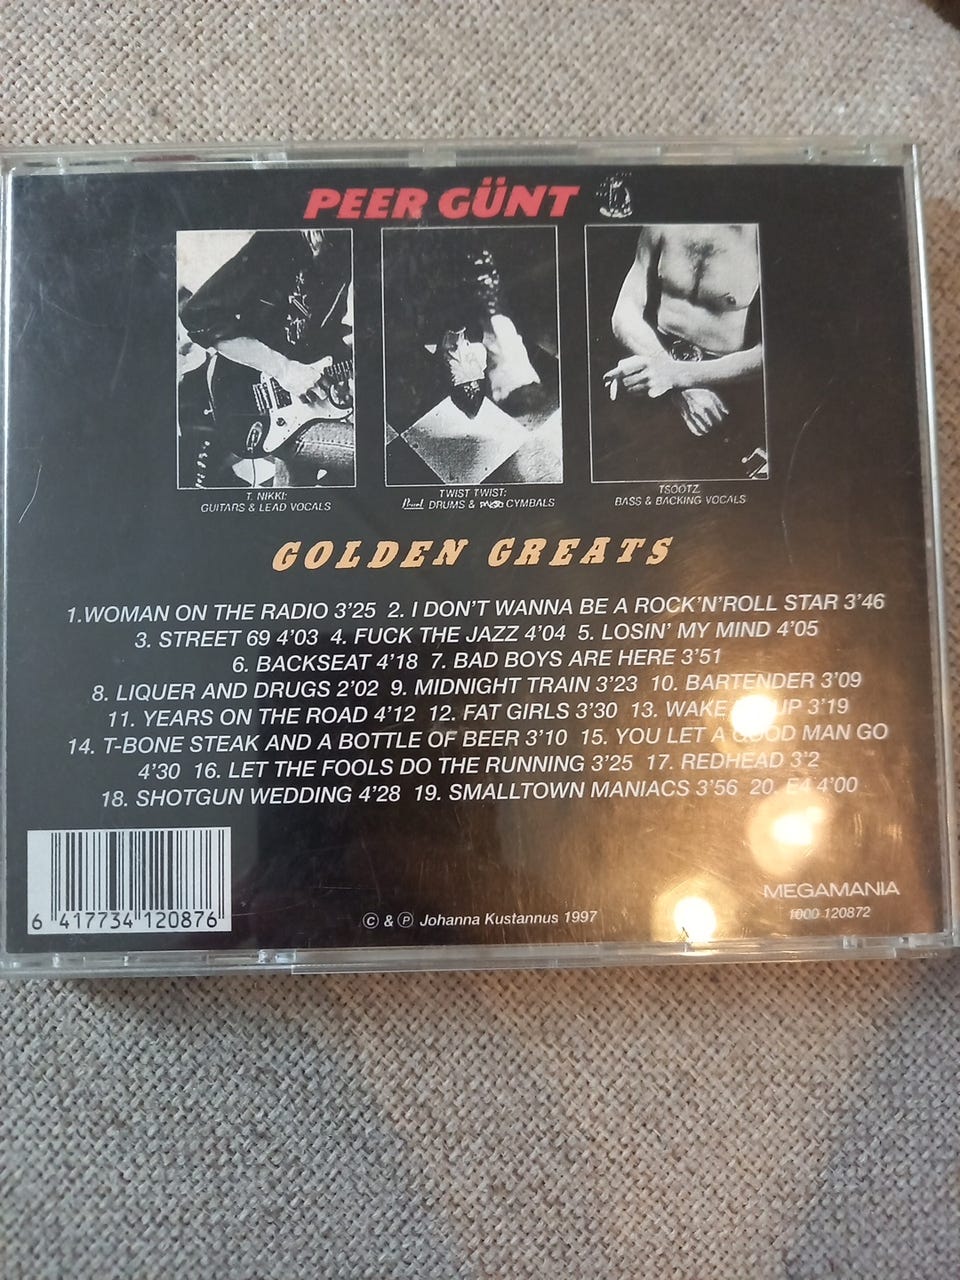 PEER GÜNT
T. NIKKI:
GUITARS & LEAD VOCALS
TWIST TWIST:
DRUMS & CYMBALS
TSOOTZ
BASS & BACKING VOCALS
GOLDEN GREATS
1.WOMAN ON THE RADIO 3'25 2. I DON'T WANNA BE A ROCK'N'ROLL STAR 3'46
3. STREET 69 4'03 4. FUCK THE JAZZ 4'04 5. LOSIN' MY MIND 4'05
6. BACKSEAT 4'18 7. BAD BOYS ARE HERE 3'51
8. LIQUER AND DRUGS 2'02 9. MIDNIGHT TRAIN 3'23 10. BARTENDER 3'09
11. YEARS ON THE ROAD 4'12 12. FAT GIRLS 3'30 13. WAKE UP 3'19
14. T-BONE STEAK AND A BOTTLE OF BEER 3'10 15. YOU LET A GOOD MAN GO
4'30 16. LET THE FOOLS DO THE RUNNING 3'25 17. REDHEAD 3'2
18. SHOTGUN WEDDING 4'28 19. SMALLTOWN MANIACS 3'56 20. E4 4'00
6 417734 120876
© & ℗ Johanna Kustannus 1997
MEGAMANIA
1000 120872